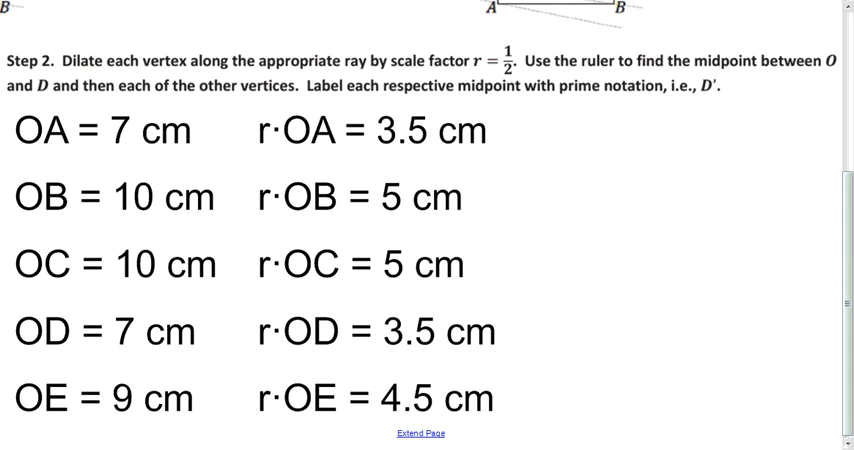 B
A B
Step 2. Dilate each vertex along the appropriate ray by scale factor r = 1/2. Use the ruler to find the midpoint between O
and D and then each of the other vertices. Label each respective midpoint with prime notation, i.e., D′.
OA = 7 cm r·OA = 3.5 cm
OB = 10 cm r·OB = 5 cm
OC = 10 cm r·OC = 5 cm
OD = 7 cm r·OD = 3.5 cm
OE = 9 cm r·OE = 4.5 cm
Extend Page